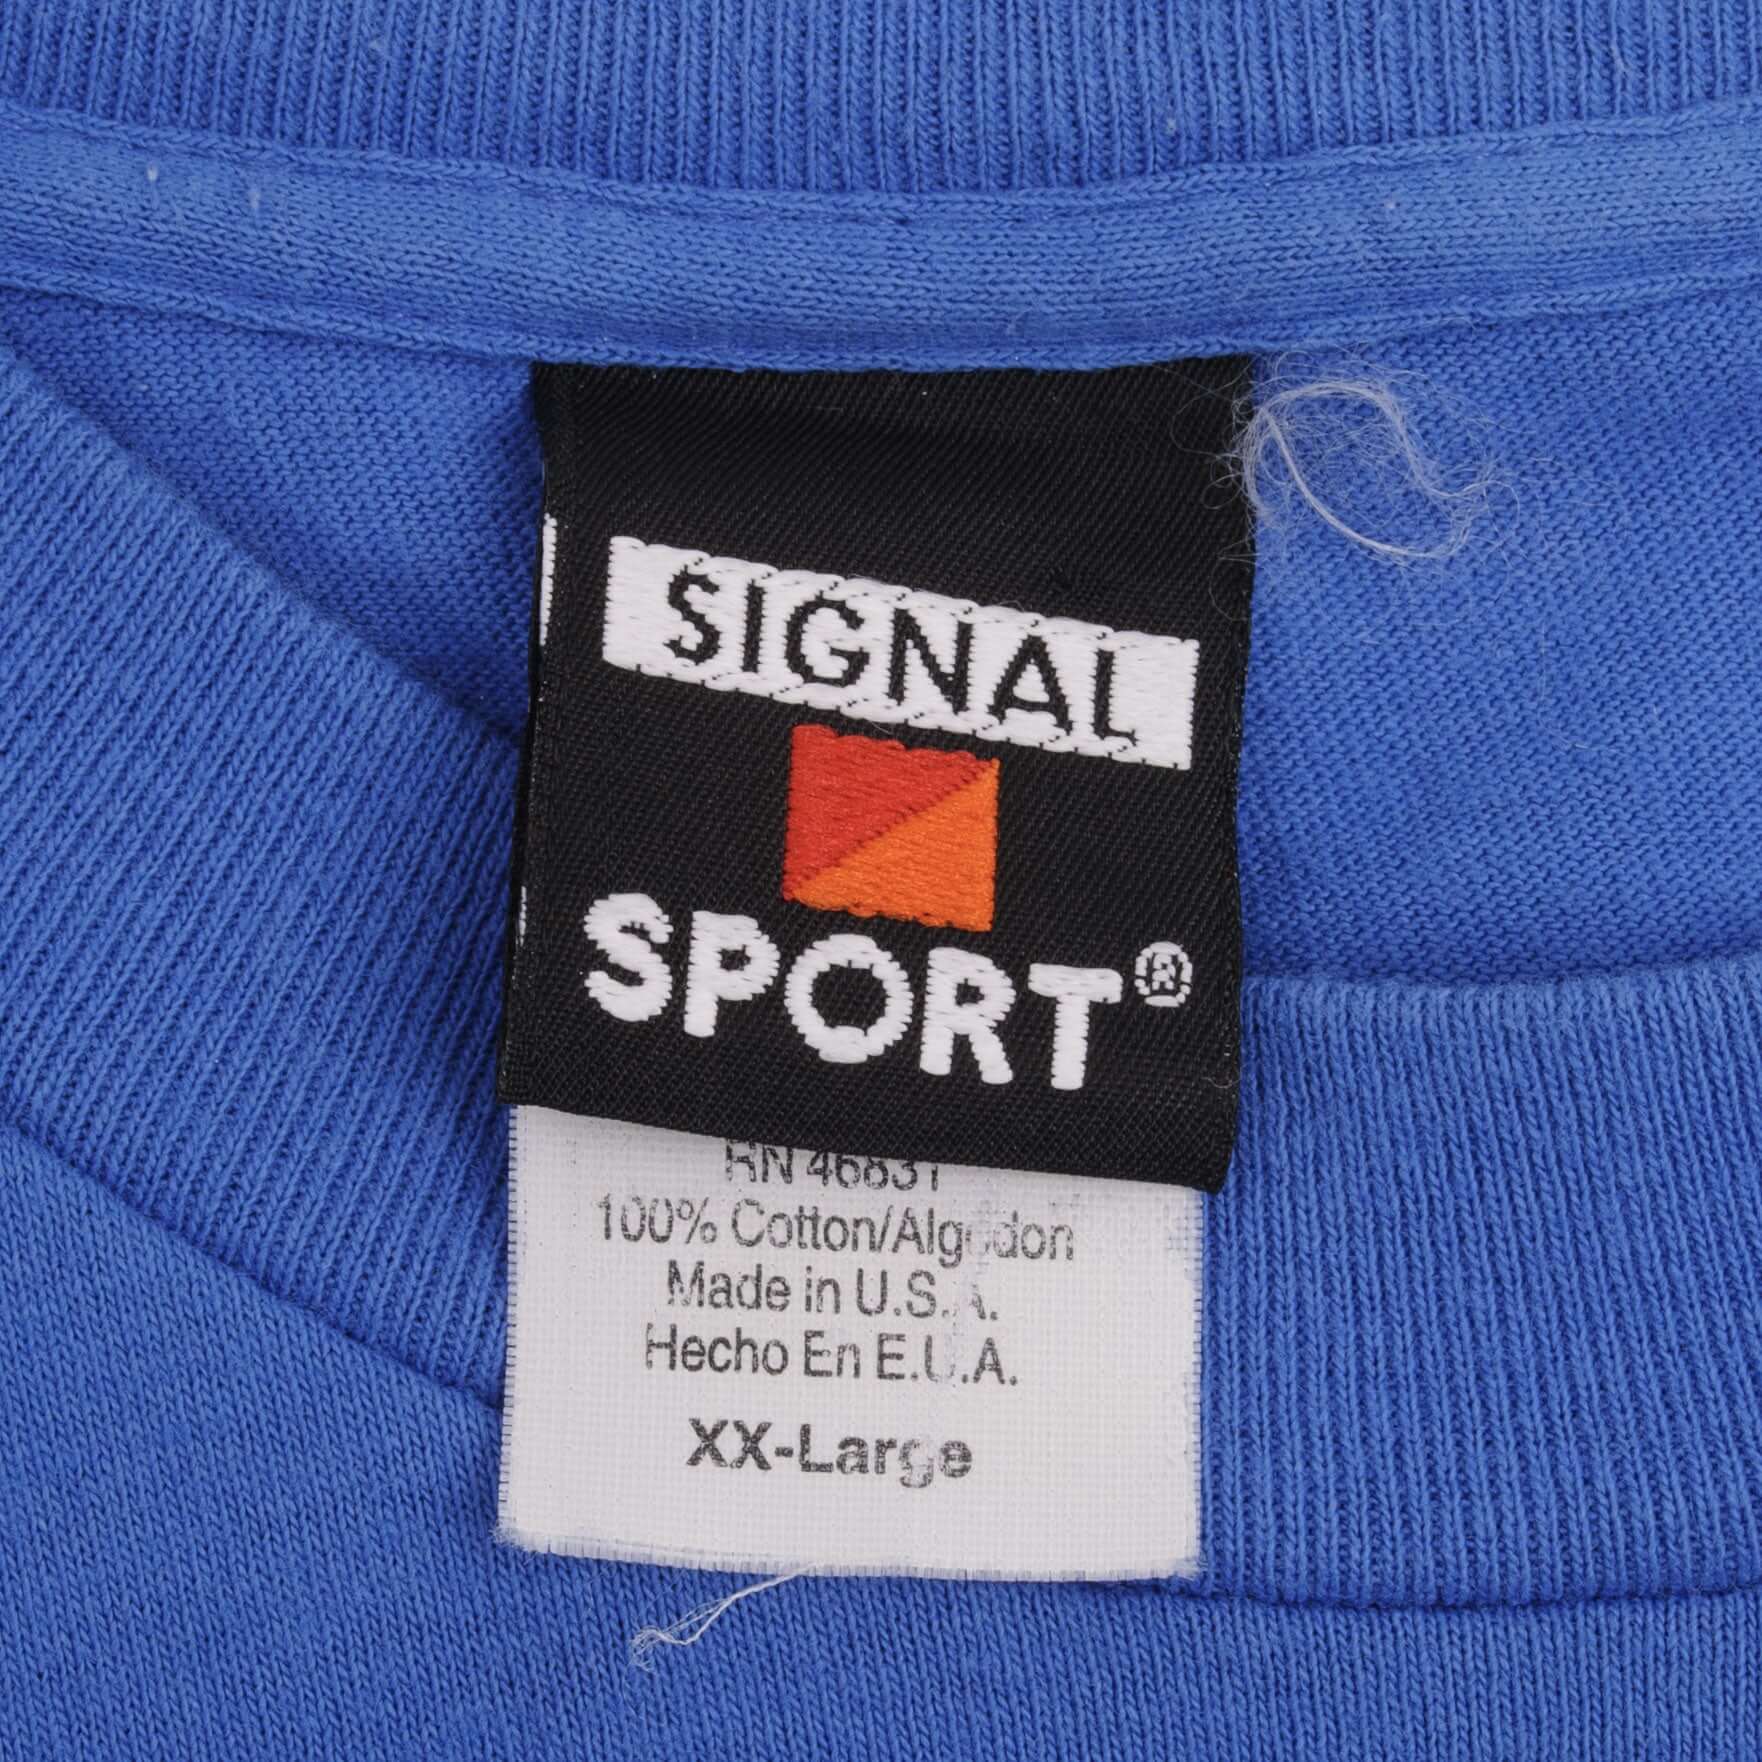 SIGNAL
SPORT®
RN 46831
100% Cotton/Algodon
Made in U.S.A.
Hecho En E.U.A.
XX-Large